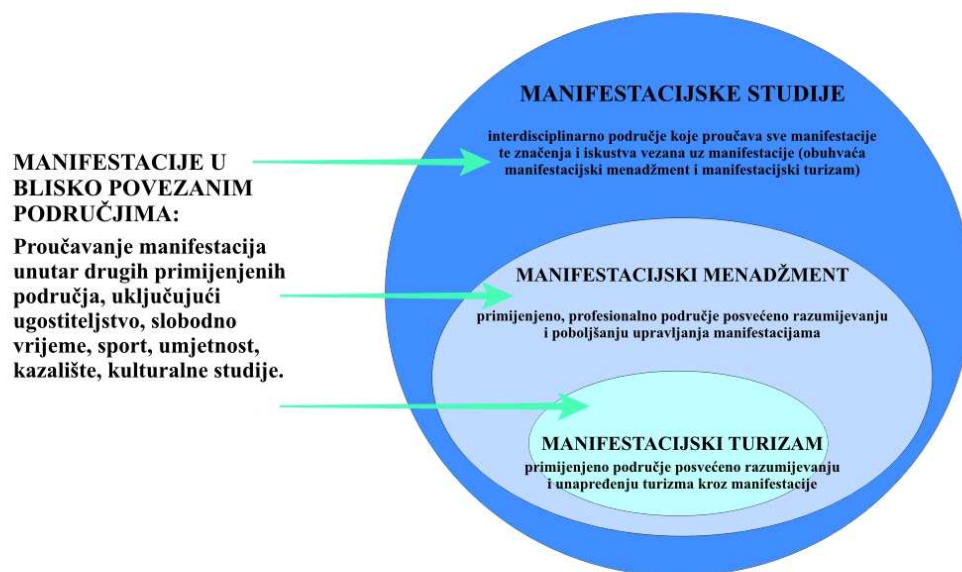 MANIFESTACIJE U
BLISKO POVEZANIM
PODRUČJIMA:
Proučavanje manifestacija
unutar drugih primijenjenih
područja, uključujući
ugostiteljstvo, slobodno
vrijeme, sport, umjetnost,
kazalište, kulturalne studije.
MANIFESTACIJSKE STUDIJE
interdisciplinarno područje koje proučava sve manifestacije
te značenja i iskustva vezana uz manifestacije (obuhvaća
manifestacijski menadžment i manifestacijski turizam)
MANIFESTACIJSKI MENADŽMENT
primijenjeno, profesionalno područje posvećeno razumijevanju
i poboljšanju upravljanja manifestacijama
MANIFESTACIJSKI TURIZAM
primijenjeno područje posvećeno razumijevanju
i unapređenju turizma kroz manifestacije